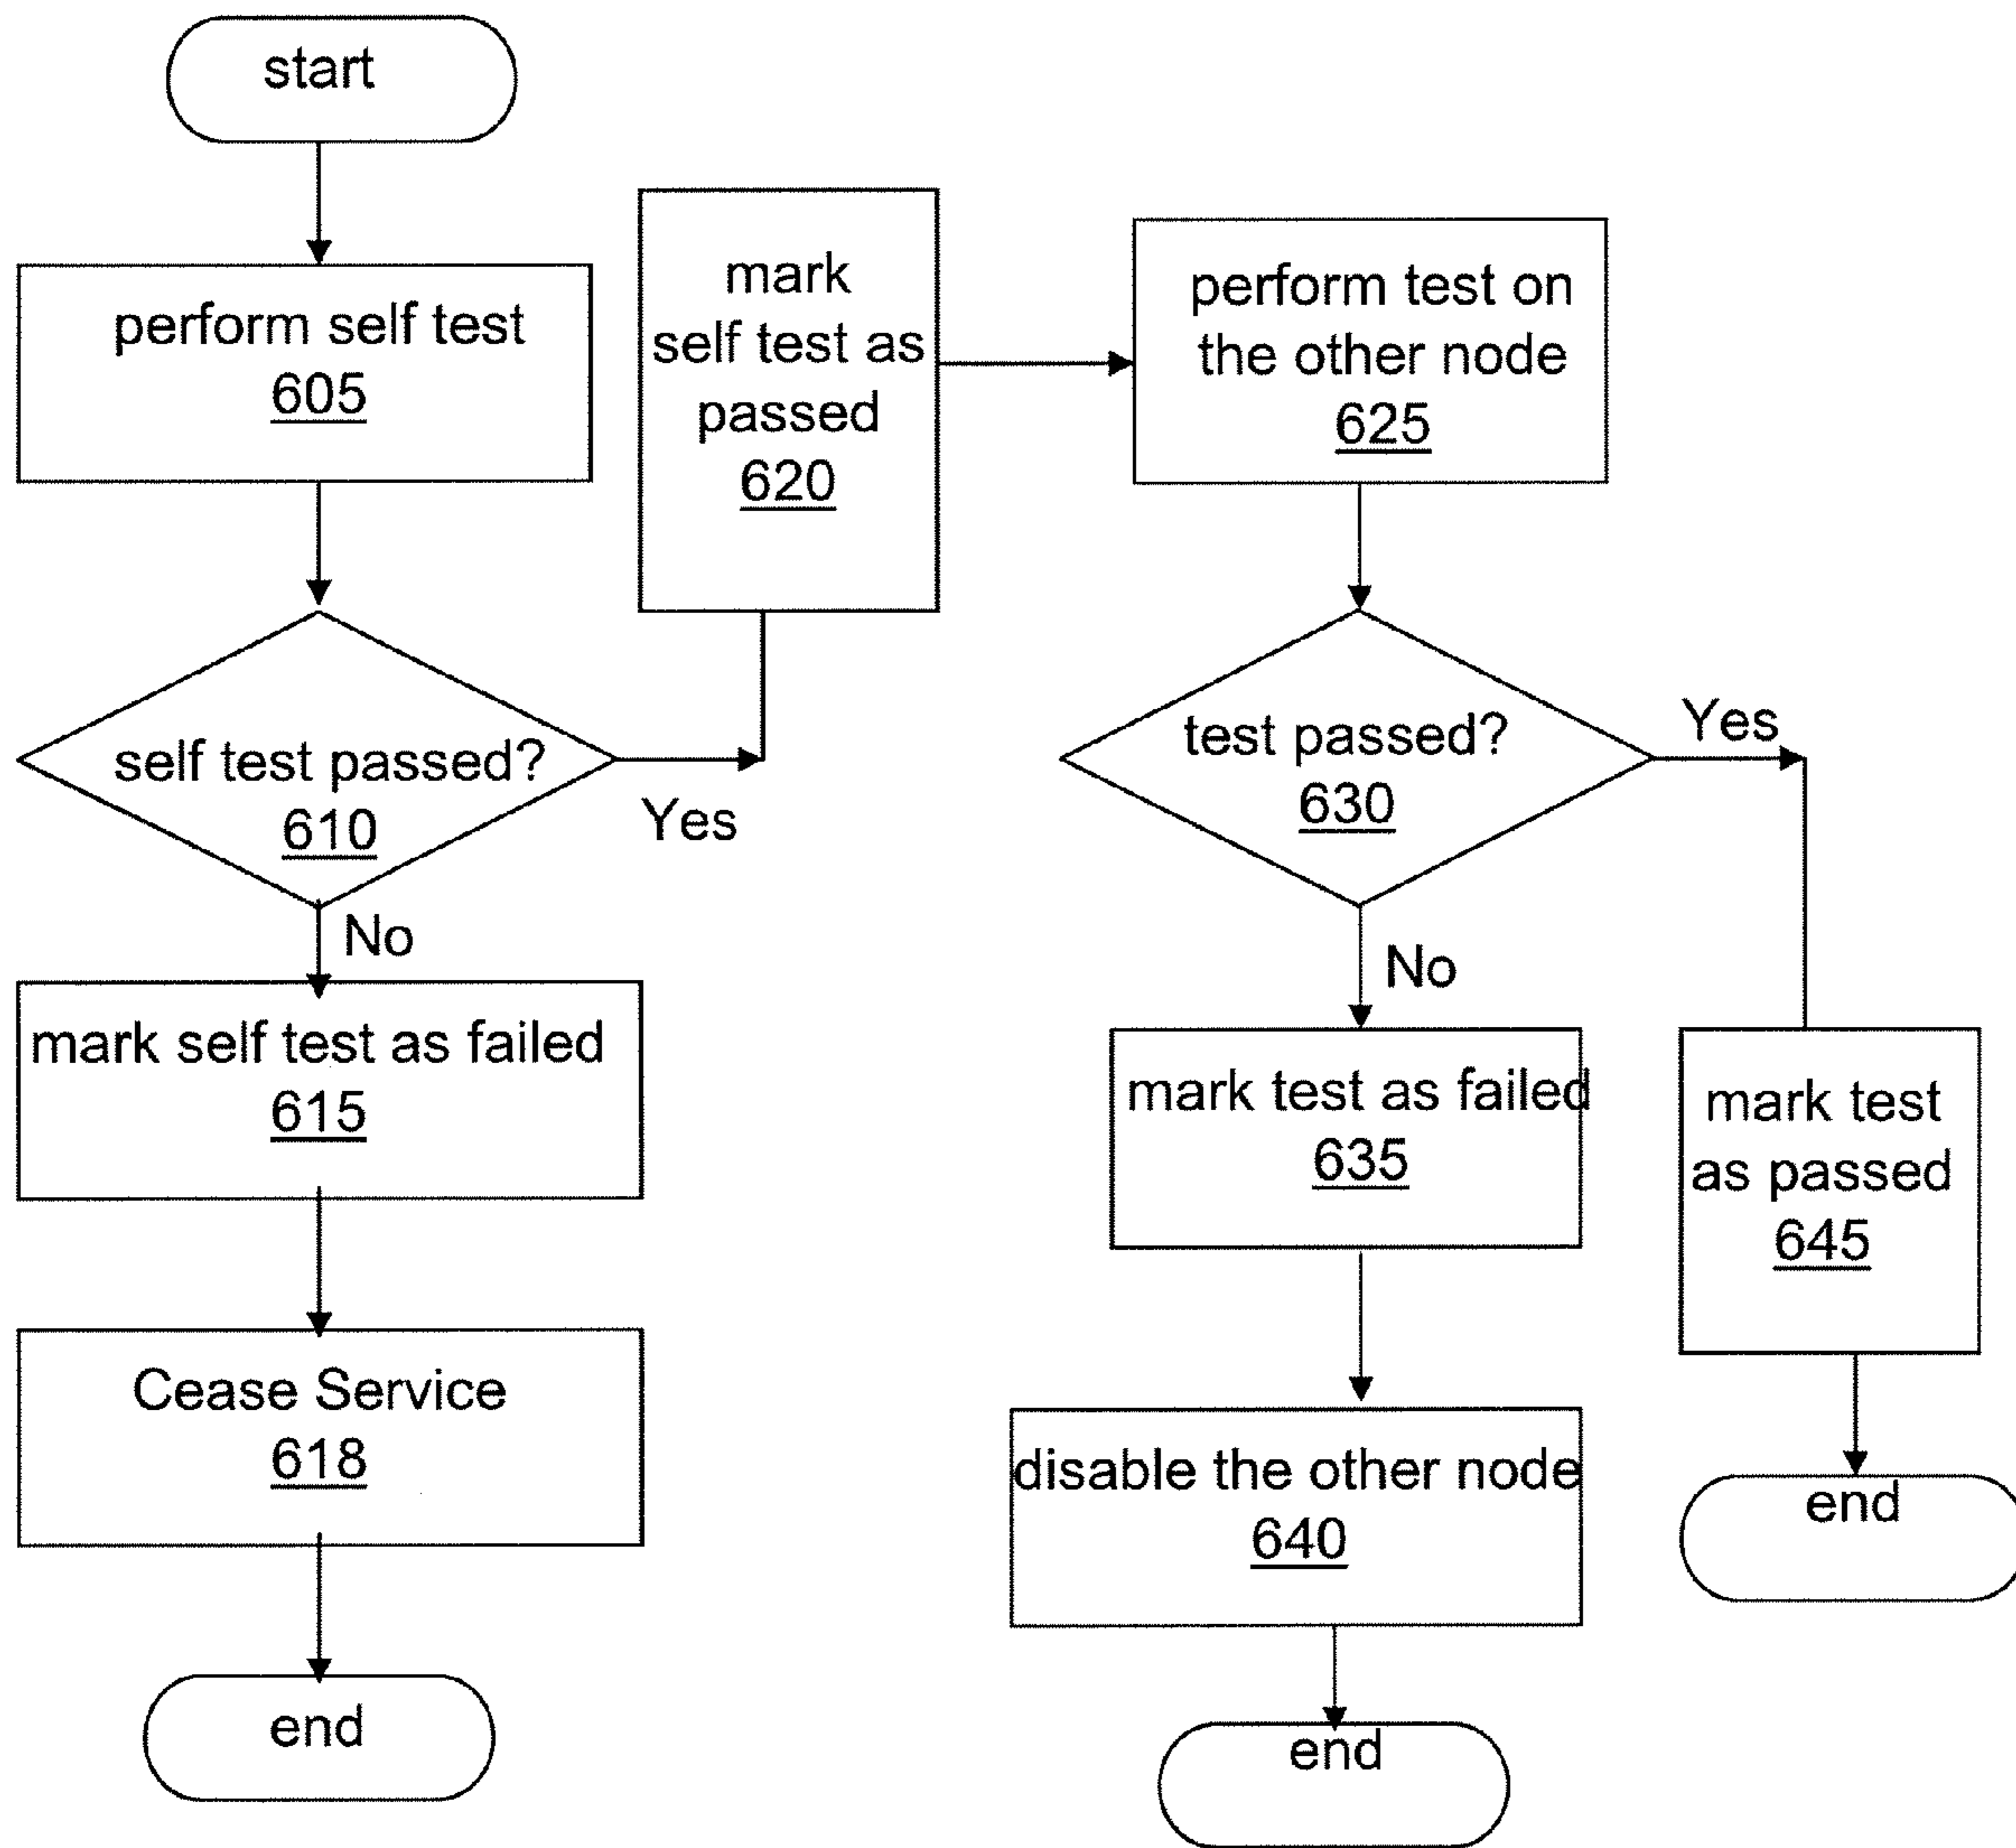 start
perform self test
605
self test passed?
610
Yes
No
mark self test as failed
615
Cease Service
618
end
mark
self test as
passed
620
perform test on
the other node
625
test passed?
630
Yes
No
mark test as failed
635
disable the other node
640
end
mark test
as passed
645
end